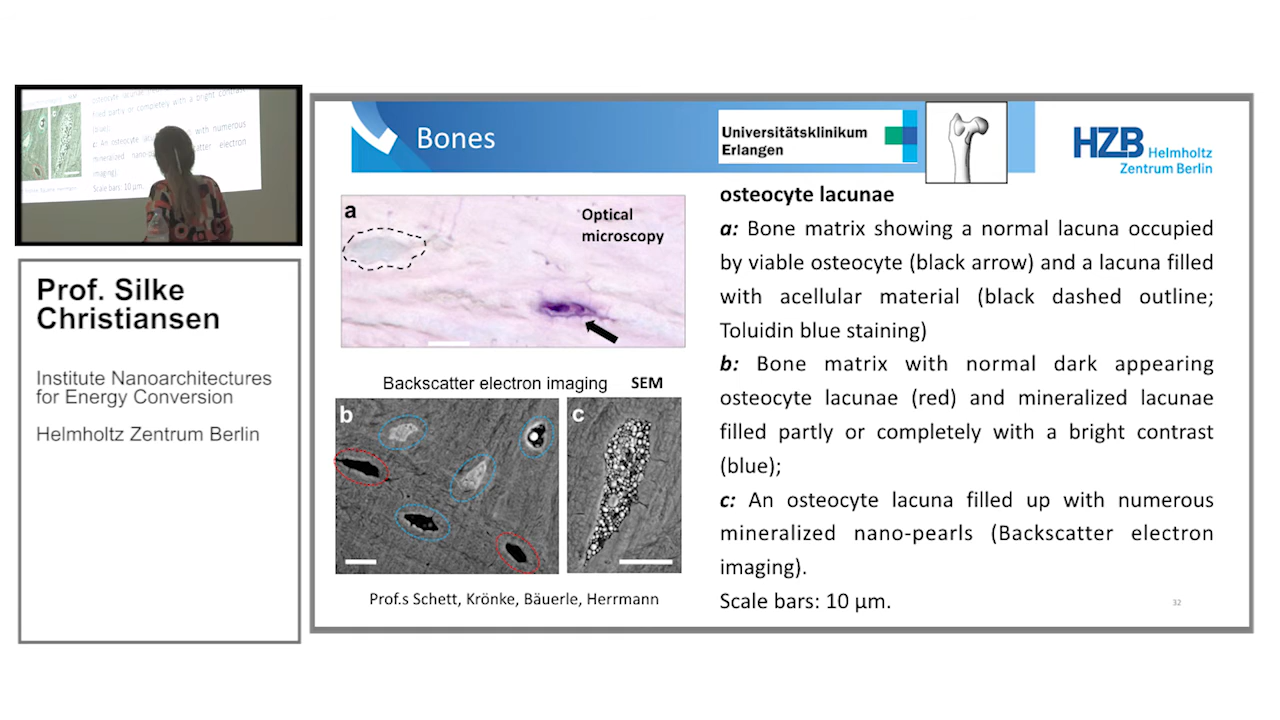 Bones
Universitätsklinikum
Erlangen
HZB Helmholtz
Zentrum Berlin
Prof. Silke
Christiansen
Institute Nanoarchitectures
for Energy Conversion
Helmholtz Zentrum Berlin
a
Optical
microscopy
Backscatter electron imaging SEM
b
c
Prof.s Schett, Krönke, Bäuerle, Herrmann
osteocyte lacunae
a: Bone matrix showing a normal lacuna occupied
by viable osteocyte (black arrow) and a lacuna filled
with acellular material (black dashed outline;
Toluidin blue staining)
b: Bone matrix with normal dark appearing
osteocyte lacunae (red) and mineralized lacunae
filled partly or completely with a bright contrast
(blue);
c: An osteocyte lacuna filled up with numerous
mineralized nano-pearls (Backscatter electron
imaging).
Scale bars: 10 µm.
32